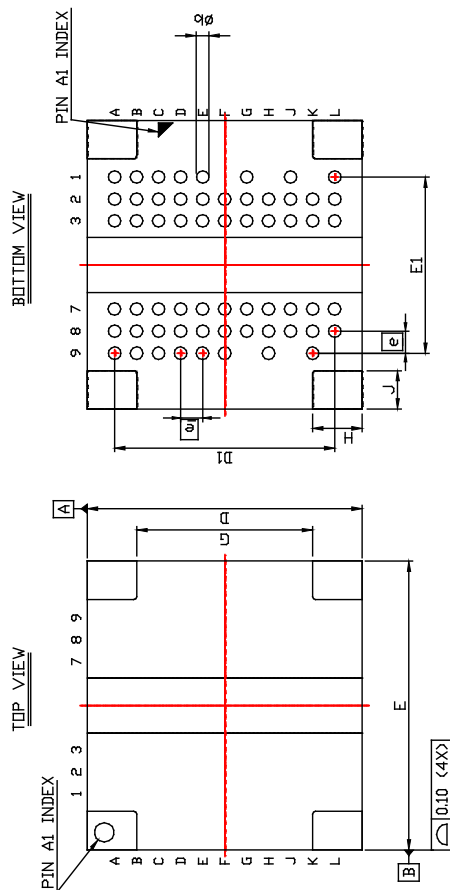 BOTTOM VIEW
PIN A1 INDEX
Øb
1
2
3
7
8
9
A
B
C
D
E
F
G
H
J
K
L
e
e
D1
E1
H
J
TOP VIEW
PIN A1 INDEX
1 2 3 7 8 9
A
B
C
D
E
F
G
H
J
K
L
A
D
G
E
B
0.10 (4X)